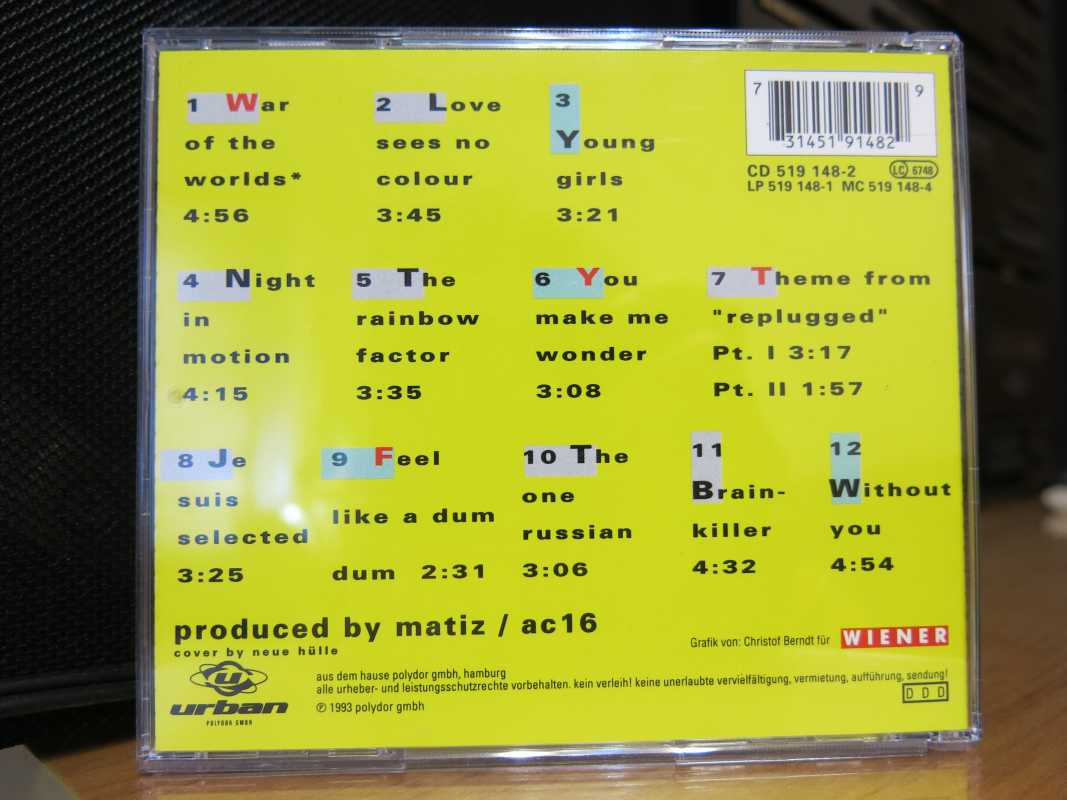 1 War
of the
worlds*
4:56
2 Love
sees no
colour
3:45
3
Young
girls
3:21
7 31451 91482 9
CD 519 148-2 LC 6748
LP 519 148-1 MC 519 148-4
4 Night
in
motion
4:15
5 The
rainbow
factor
3:35
6 You
make me
wonder
3:08
7 Theme from
"replugged"
Pt. I 3:17
Pt. II 1:57
8 Je
suis
selected
3:25
9 Feel
like a dum
dum 2:31
10 The
one
russian
3:06
11
Brain-
killer
4:32
12
Without
you
4:54
produced by matiz / ac16
cover by neue hülle
Grafik von: Christof Berndt für WIENER
u
urban
POLYDOR GMBH
aus dem hause polydor gmbh, hamburg
alle urheber- und leistungsschutzrechte vorbehalten. kein verleih! keine unerlaubte vervielfältigung, vermietung, aufführung, sendung!
℗ 1993 polydor gmbh
DDD